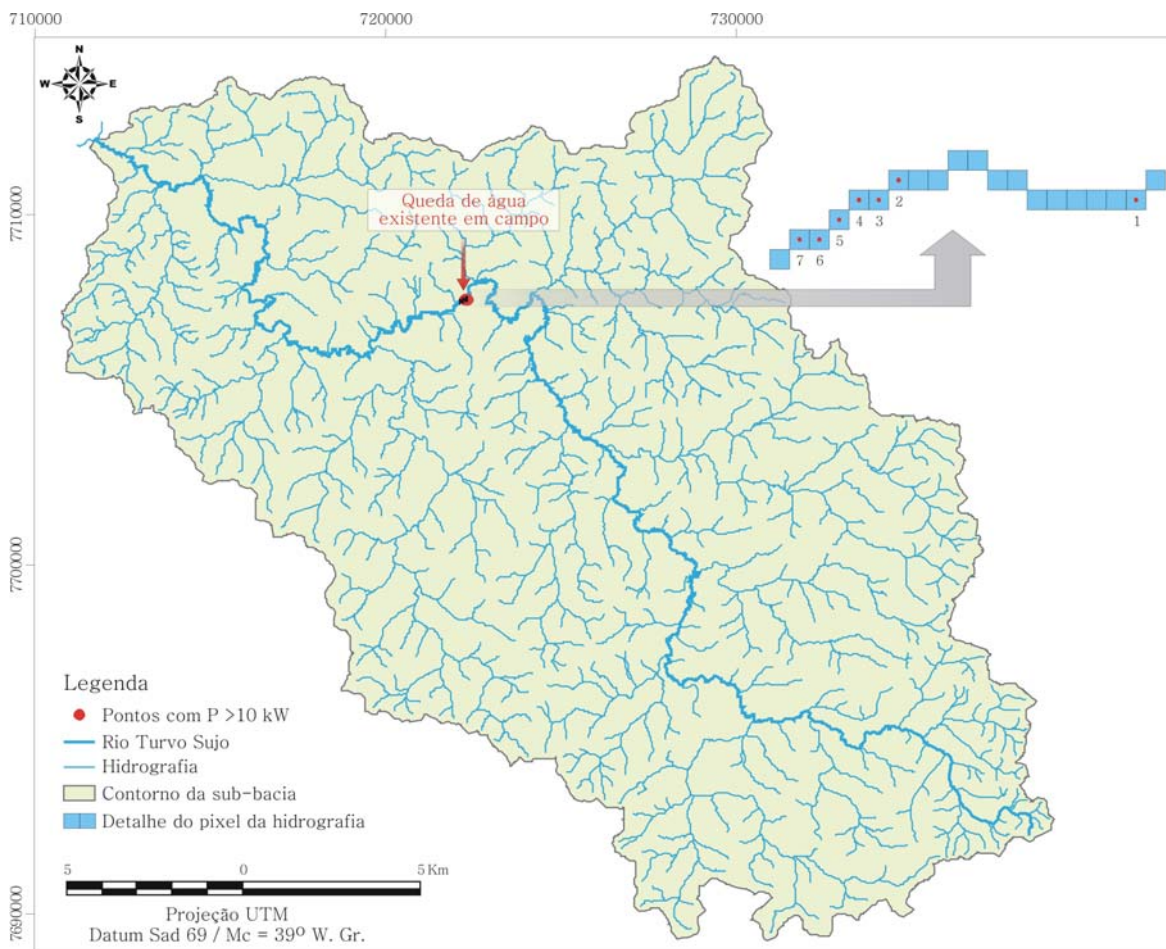 710000
720000
730000
N
W
E
S
7710000
7700000
7690000
Queda de água
existente em campo
2
4
3
1
5
7
6
Legenda
Pontos com P >10 kW
Rio Turvo Sujo
Hidrografia
Contorno da sub-bacia
Detalhe do pixel da hidrografia
5
0
5 Km
Projeção UTM
Datum Sad 69 / Mc = 39º W. Gr.